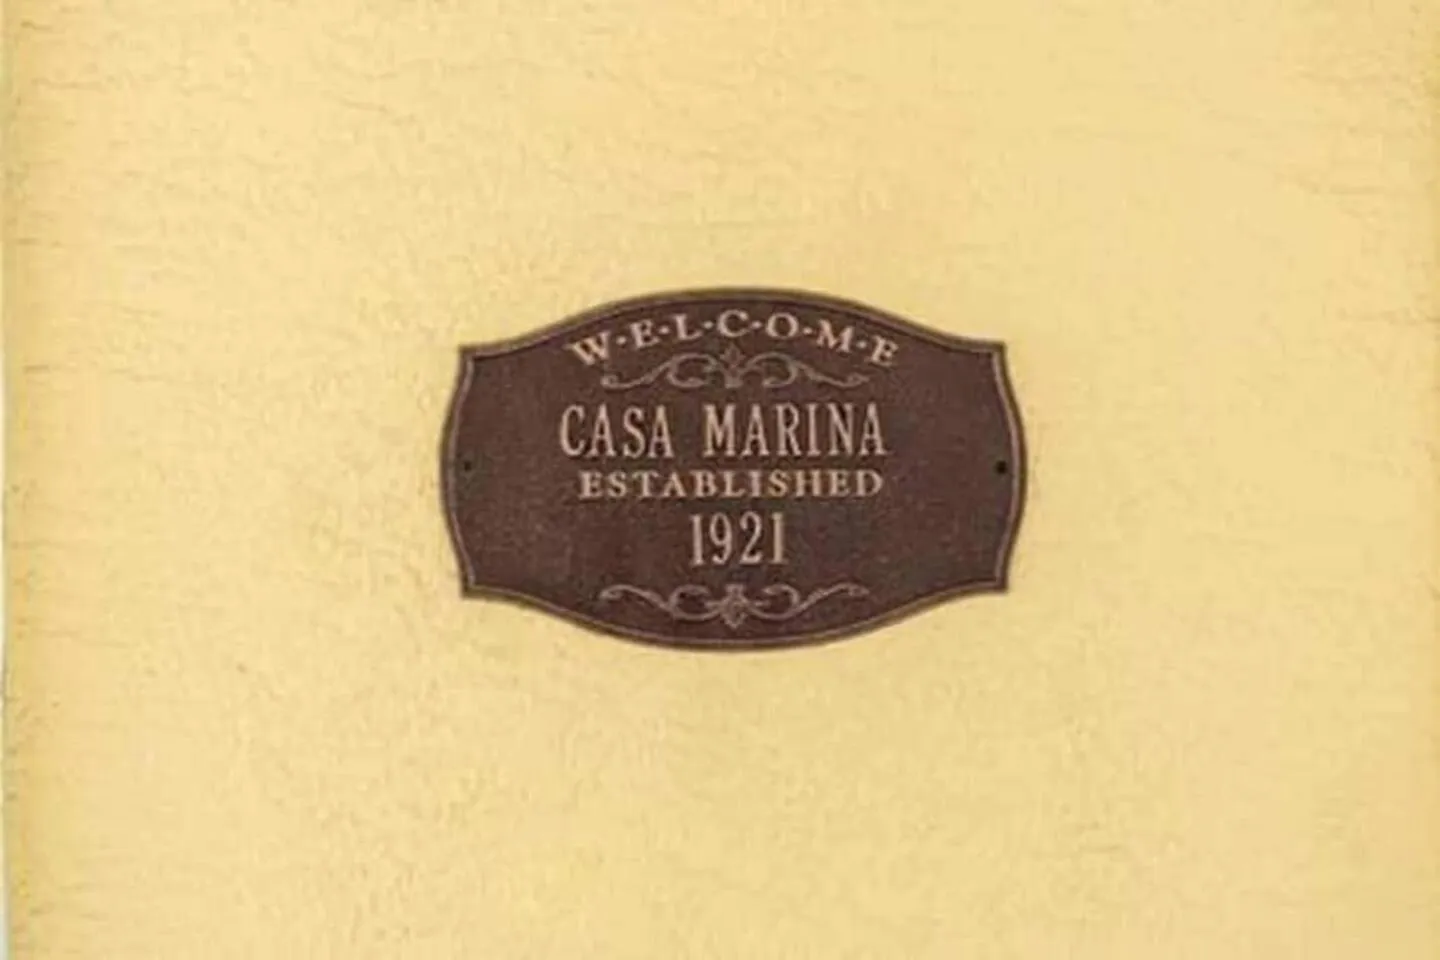 W·E·L·C·O·M·E
CASA MARINA
ESTABLISHED
1921